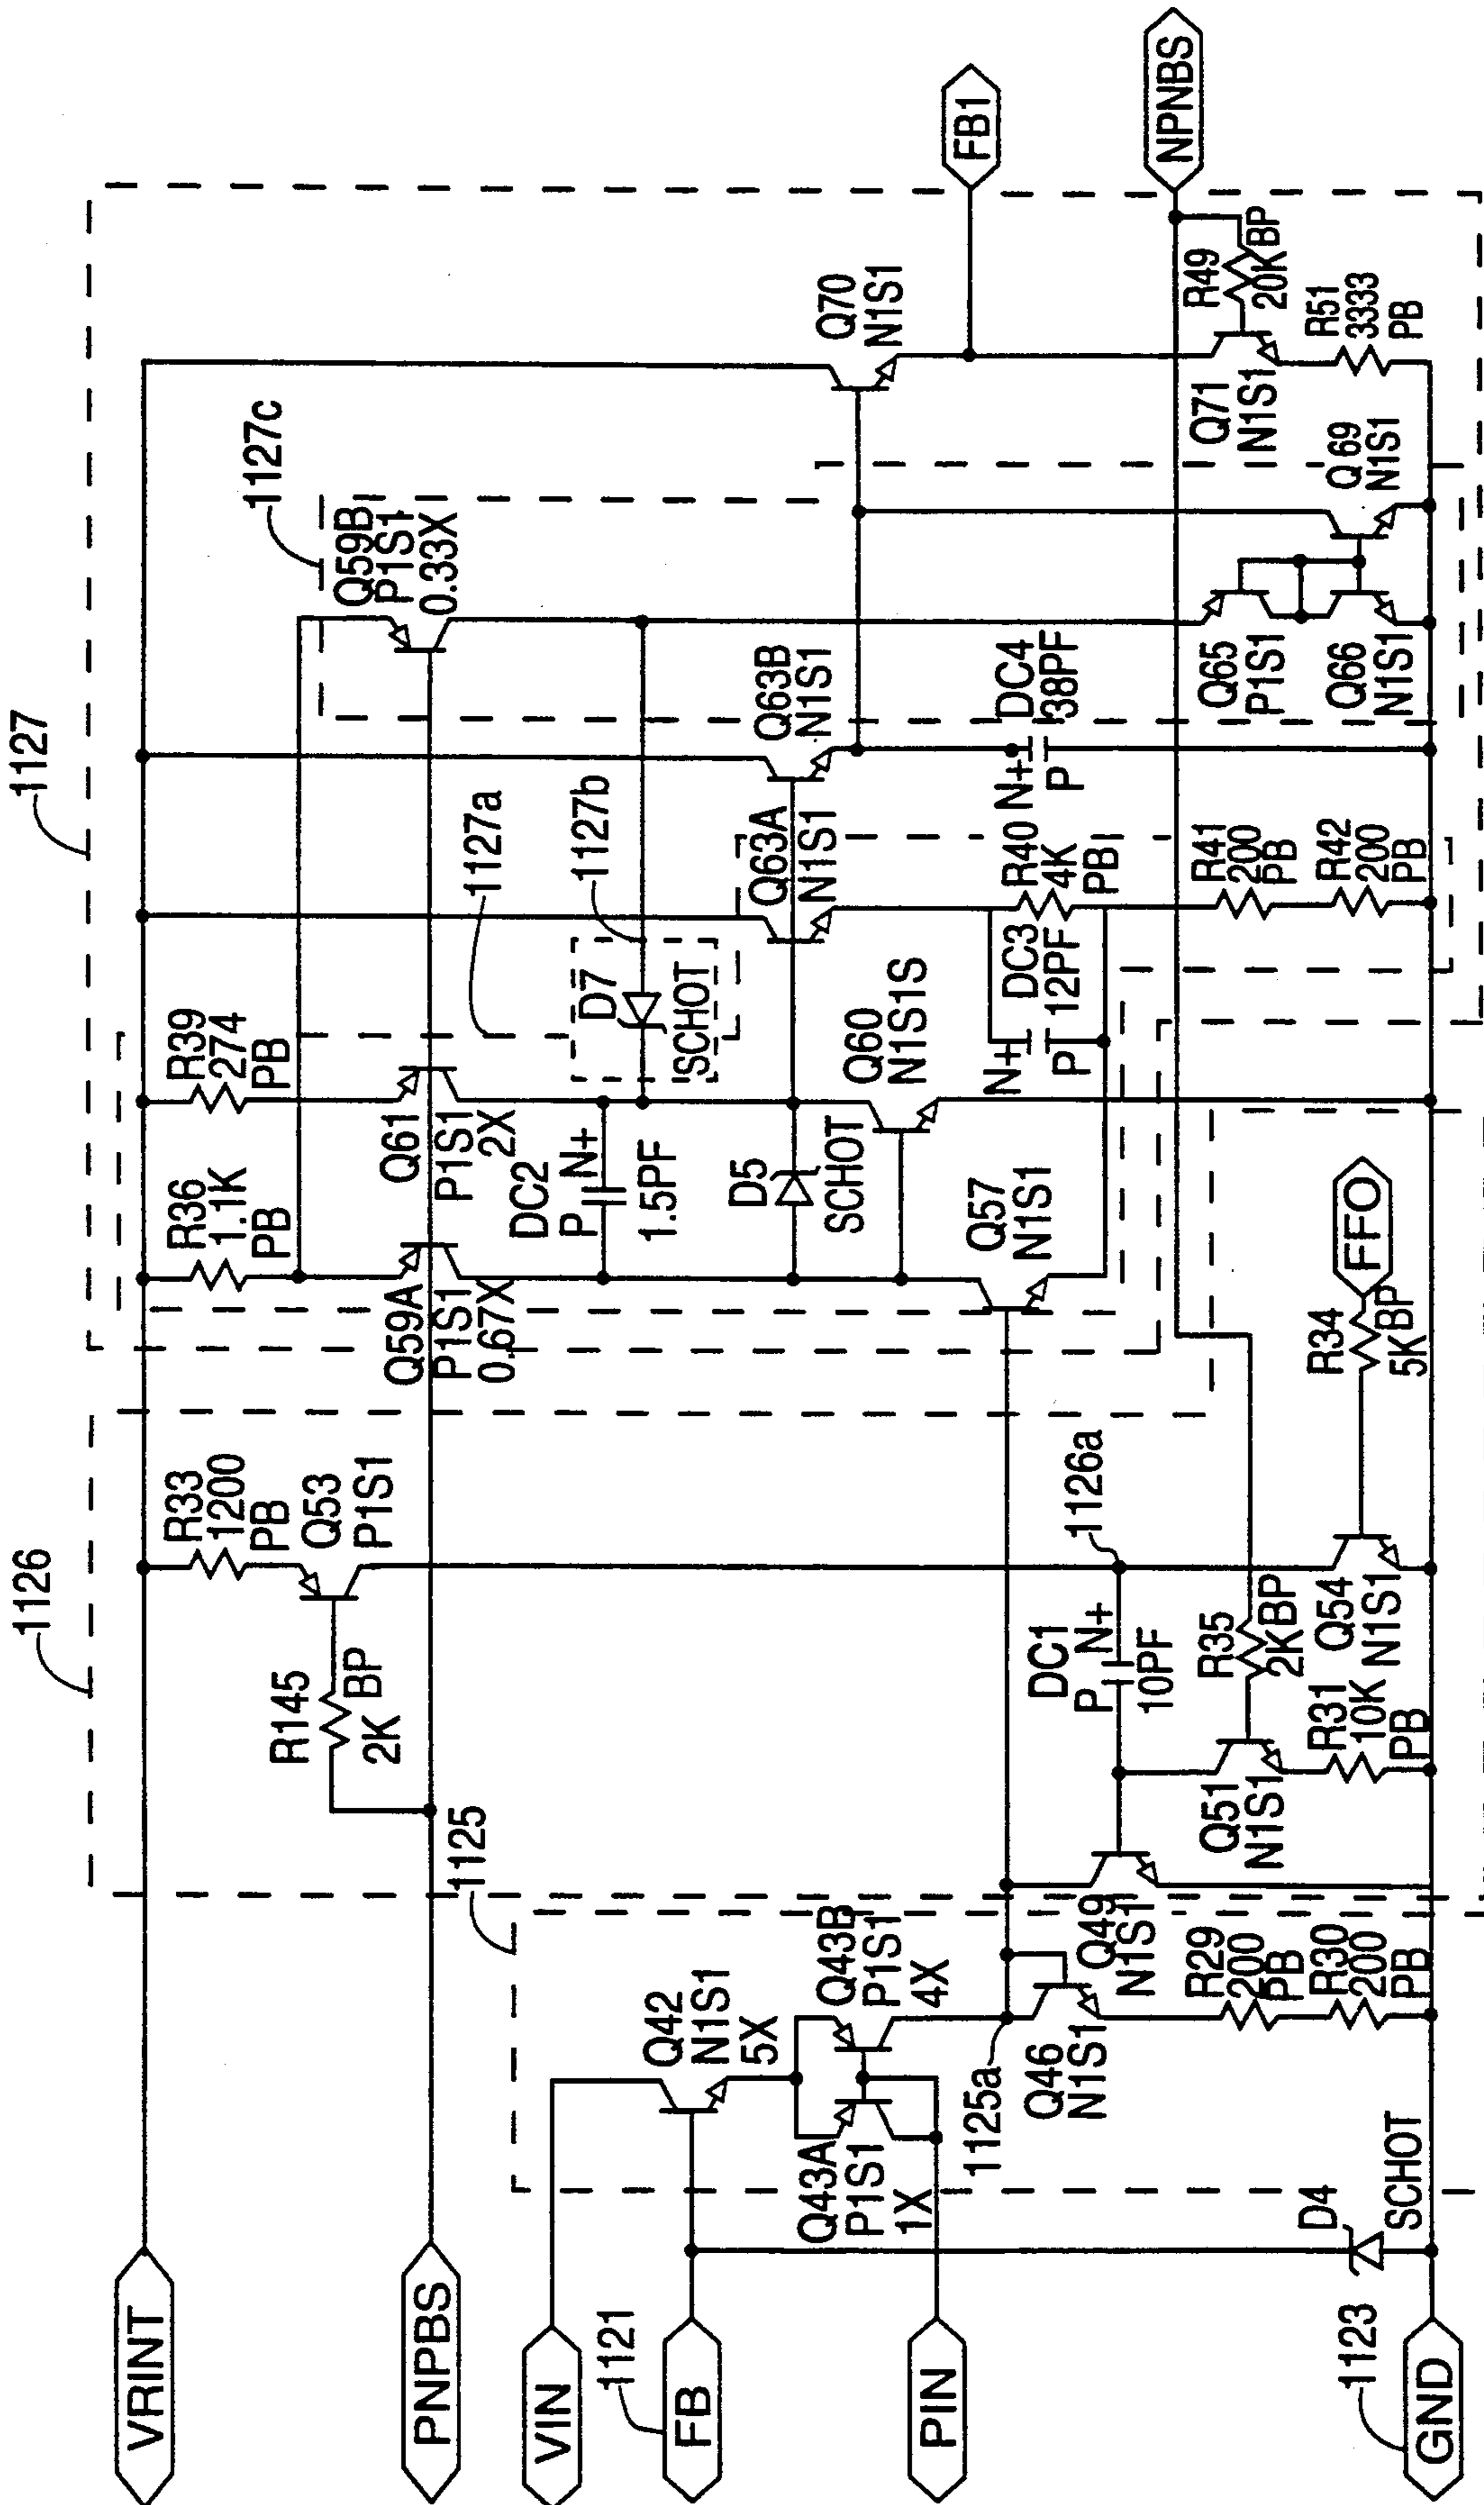 1126
1127
VRINT
PNPBS
VIN
FB
1121
PIN
GND
1123
FB1
NPNBS
FFO
1125
1125a
1126a
1127a
1127b
1127c
R145
2K BP
R33
1200
PB
Q53
P1S1
R36
1.1K
PB
R39
274
PB
Q59A
P1S1
0.67X
Q61
P1S1
2X
Q59B
P1S1
0.33X
DC2
P N+
1.5PF
D7
SCHOT
D5
SCHOT
Q60
N1S1S
Q63A
N1S1
Q63B
N1S1
Q70
N1S1
Q42
N1S1
5X
Q43A
P1S1
1X
Q43B
P1S1
4X
Q46
N1S1
Q49
N1S1
R29
200
PB
R30
200
PB
D4
SCHOT
Q51
N1S1
R31
10K
PB
DC1
P N+
10PF
R35
2KBP
Q54
N1S1
R34
5K BP
Q57
N1S1
DC3
12PF
N+
P
R40
4K
PB
R41
200
PB
R42
200
PB
DC4
38PF
N+
P
Q65
P1S1
Q66
N1S1
Q69
N1S1
Q71
N1S1
R49
20K BP
R51
3333
PB